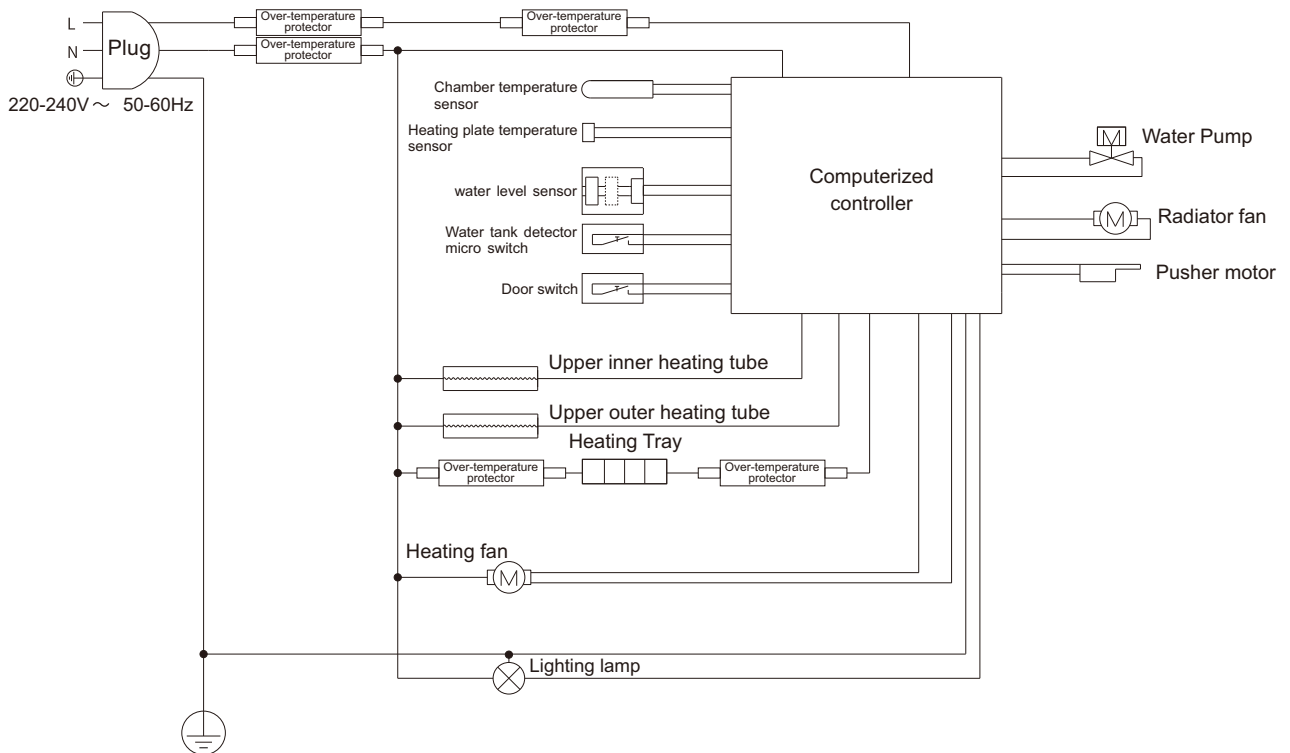 L
N
Plug
220-240V ～ 50-60Hz
Over-temperature
protector
Over-temperature
protector
Over-temperature
protector
Chamber temperature
sensor
Heating plate temperature
sensor
water level sensor
Water tank detector
micro switch
Door switch
Computerized
controller
M
Water Pump
M
Radiator fan
Pusher motor
Upper inner heating tube
Upper outer heating tube
Heating Tray
Over-temperature
protector
Over-temperature
protector
Heating fan
M
Lighting lamp